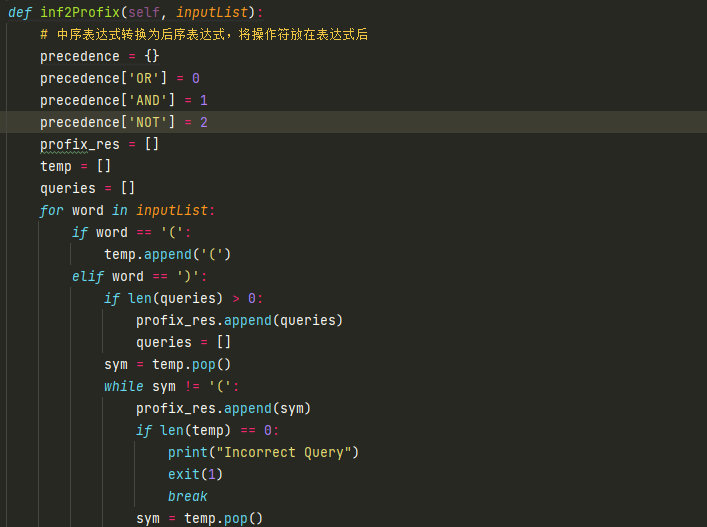 def inf2Profix(self, inputList):
# 中序表达式转换为后序表达式，将操作符放在表达式后
precedence = {}
precedence['OR'] = 0
precedence['AND'] = 1
precedence['NOT'] = 2
profix_res = []
temp = []
queries = []
for word in inputList:
if word == '(':
temp.append('(')
elif word == ')':
if len(queries) > 0:
profix_res.append(queries)
queries = []
sym = temp.pop()
while sym != '(':
profix_res.append(sym)
if len(temp) == 0:
print("Incorrect Query")
exit(1)
break
sym = temp.pop()